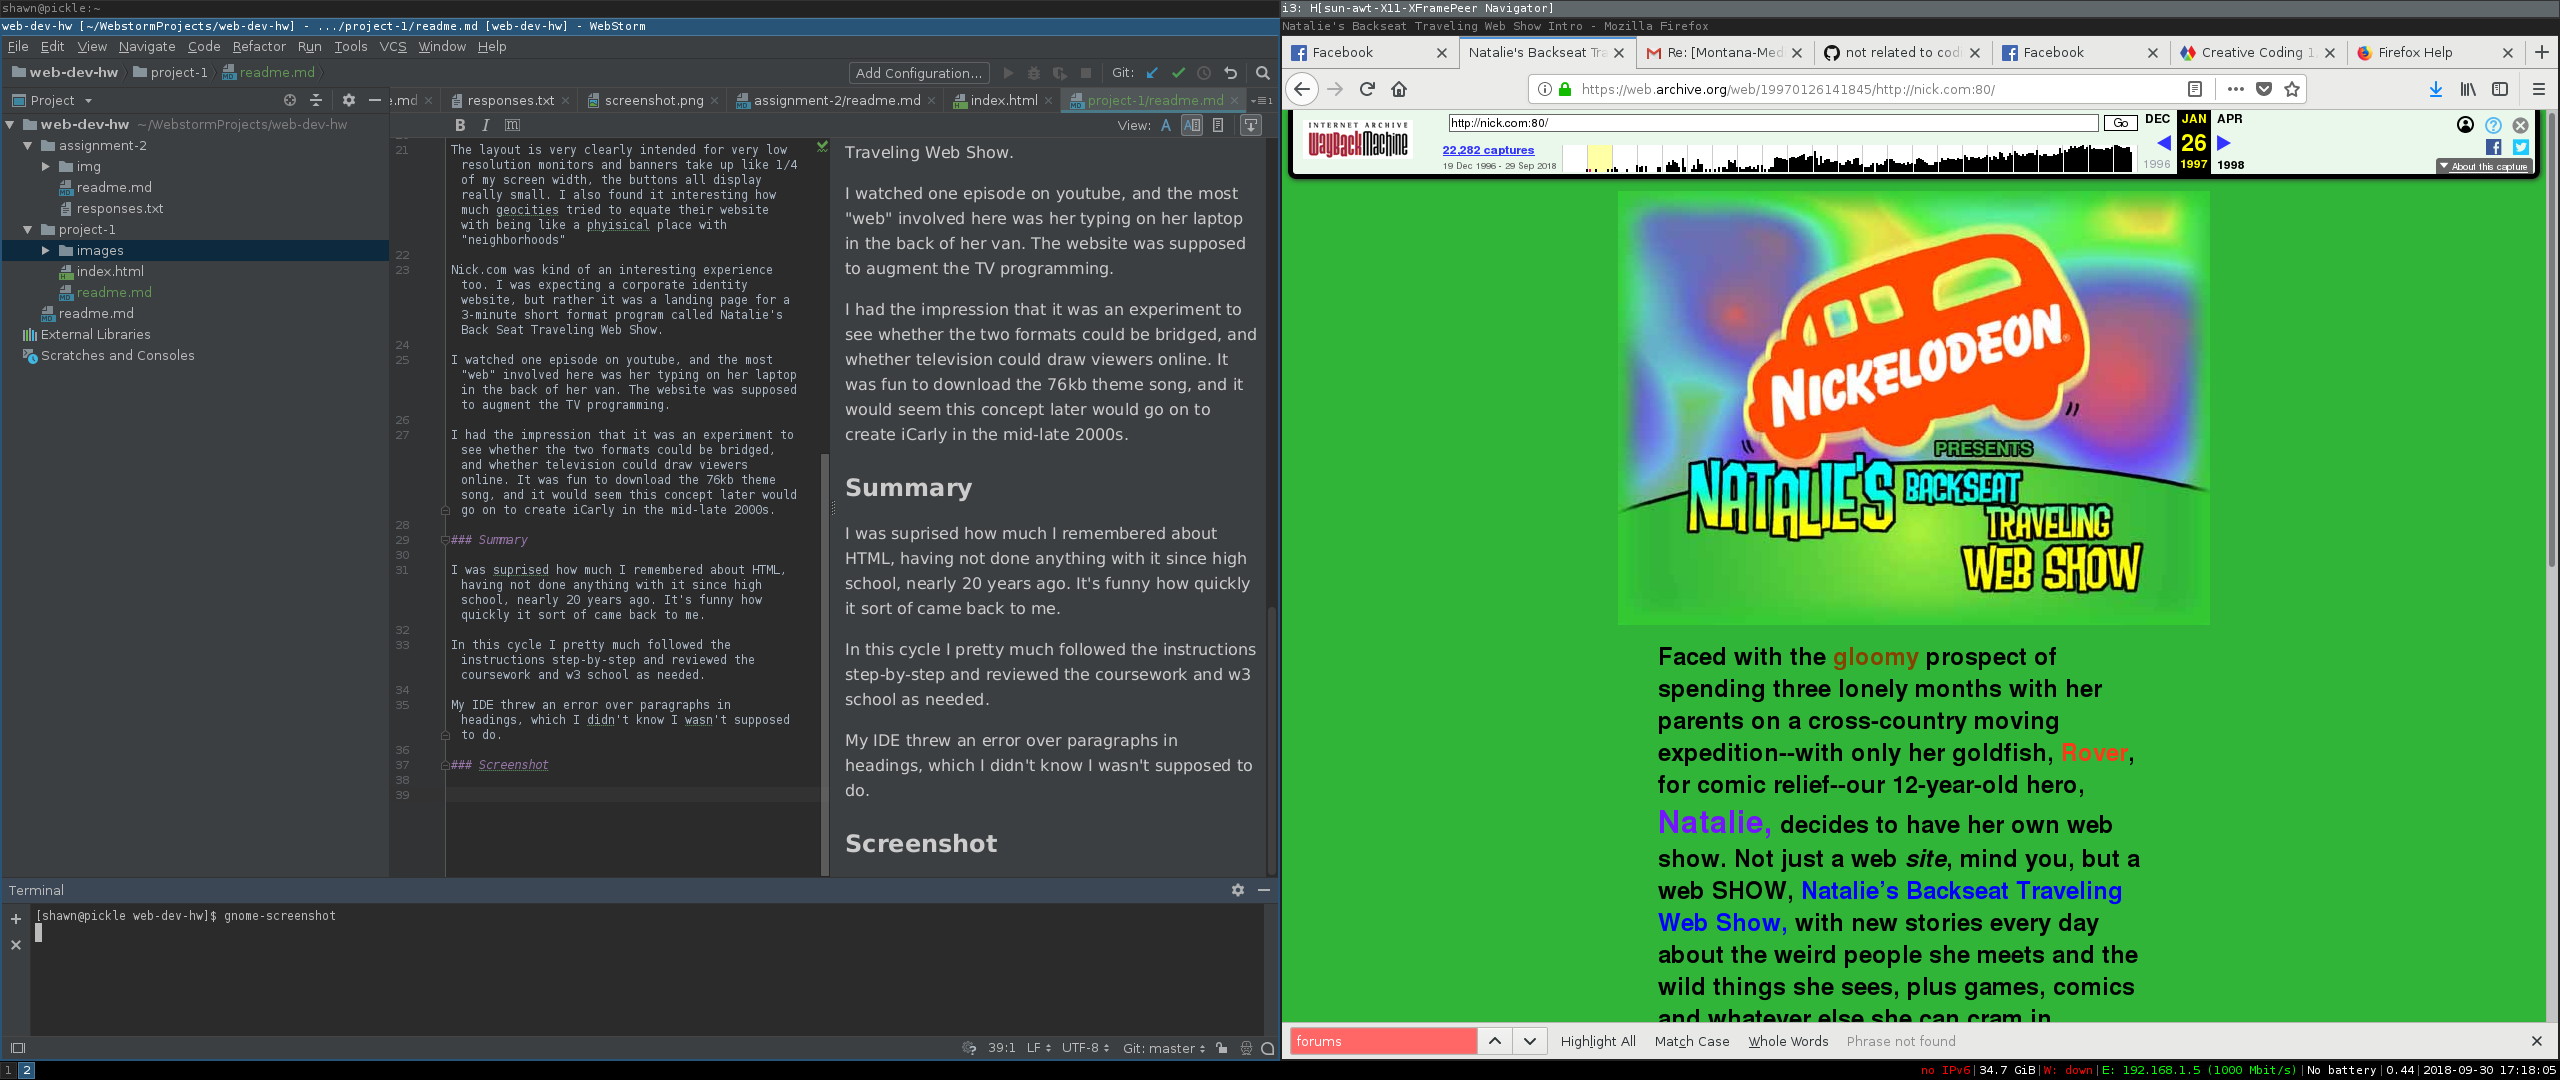 shawn@pickle:~
web-dev-hw [~/WebstormProjects/web-dev-hw] - .../project-1/readme.md [web-dev-hw] - WebStorm
File Edit View Navigate Code Refactor Run Tools VCS Window Help
web-dev-hw project-1 readme.md Add Configuration... Git:
Project
e.md responses.txt screenshot.png assignment-2/readme.md index.html project-1/readme.md
View:
web-dev-hw ~/WebstormProjects/web-dev-hw
assignment-2
img
readme.md
responses.txt
project-1
images
index.html
readme.md
readme.md
External Libraries
Scratches and Consoles
21 The layout is very clearly intended for very low
resolution monitors and banners take up like 1/4
of my screen width, the buttons all display
really small. I also found it interesting how
much geocities tried to equate their website
with being like a phyisical place with
"neighborhoods"
22
23 Nick.com was kind of an interesting experience
too. I was expecting a corporate identity
website, but rather it was a landing page for a
3-minute short format program called Natalie's
Back Seat Traveling Web Show.
24
25 I watched one episode on youtube, and the most
"web" involved here was her typing on her laptop
in the back of her van. The website was supposed
to augment the TV programming.
26
27 I had the impression that it was an experiment to
see whether the two formats could be bridged,
and whether television could draw viewers
online. It was fun to download the 76kb theme
song, and it would seem this concept later would
go on to create iCarly in the mid-late 2000s.
28
29 ### Summary
30
31 I was suprised how much I remembered about HTML,
having not done anything with it since high
school, nearly 20 years ago. It's funny how
quickly it sort of came back to me.
32
33 In this cycle I pretty much followed the
instructions step-by-step and reviewed the
coursework and w3 school as needed.
34
35 My IDE threw an error over paragraphs in
headings, which I didn't know I wasn't supposed
to do.
36
37 ### Screenshot
38
39
Traveling Web Show.
I watched one episode on youtube, and the most
"web" involved here was her typing on her laptop
in the back of her van. The website was supposed
to augment the TV programming.
I had the impression that it was an experiment to
see whether the two formats could be bridged, and
whether television could draw viewers online. It
was fun to download the 76kb theme song, and it
would seem this concept later would go on to
create iCarly in the mid-late 2000s.
Summary
I was suprised how much I remembered about
HTML, having not done anything with it since high
school, nearly 20 years ago. It's funny how quickly
it sort of came back to me.
In this cycle I pretty much followed the instructions
step-by-step and reviewed the coursework and w3
school as needed.
My IDE threw an error over paragraphs in
headings, which I didn't know I wasn't supposed to
do.
Screenshot
Terminal
[shawn@pickle web-dev-hw]$ gnome-screenshot
39:1 LF UTF-8 Git: master
1 2
i3: H[sun-awt-X11-XFramePeer Navigator]
Natalie's Backseat Traveling Web Show Intro - Mozilla Firefox
Facebook Natalie's Backseat Tra Re: [Montana-Med not related to codi Facebook Creative Coding 1 Firefox Help
https://web.archive.org/web/19970126141845/http://nick.com:80/
INTERNET ARCHIVE
WayBackMachine
http://nick.com:80/ Go
22,282 captures
19 Dec 1996 - 29 Sep 2018
DEC JAN APR
26
1996 1997 1998
About this capture
NICKELODEON
PRESENTS
NATALIE'S BACKSEAT
TRAVELING
WEB SHOW
Faced with the gloomy prospect of
spending three lonely months with her
parents on a cross-country moving
expedition--with only her goldfish, Rover,
for comic relief--our 12-year-old hero,
Natalie, decides to have her own web
show. Not just a web site, mind you, but a
web SHOW, Natalie's Backseat Traveling
Web Show, with new stories every day
about the weird people she meets and the
wild things she sees, plus games, comics
and whatever else she can cram in
forums Highlight All Match Case Whole Words Phrase not found
no IPv6|34.7 GiB|W: down|E: 192.168.1.5 (1000 Mbit/s)|No battery|0.44|2018-09-30 17:18:05